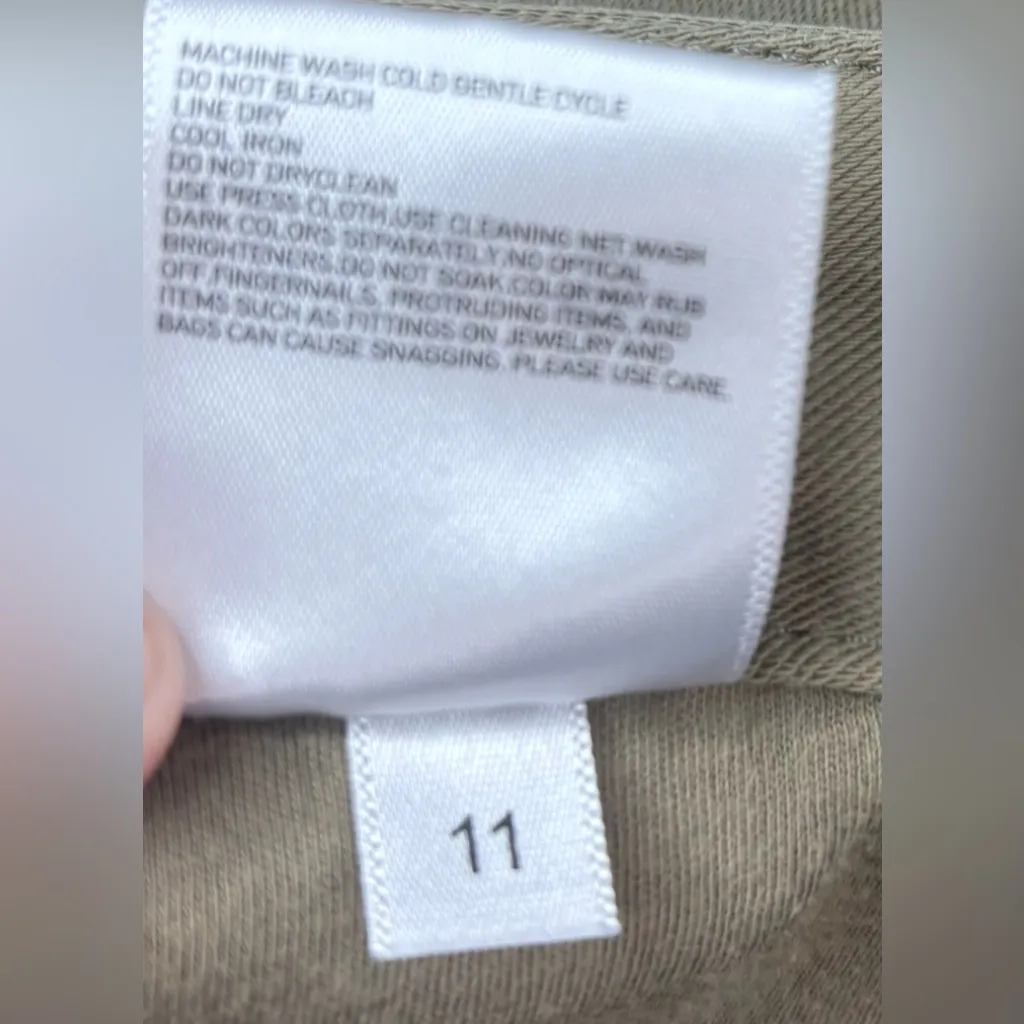 MACHINE WASH COLD GENTLE CYCLE
DO NOT BLEACH
LINE DRY
COOL IRON
DO NOT DRYCLEAN
USE PRESS CLOTH,USE CLEANING NET.WASH
DARK COLORS SEPARATELY.NO OPTICAL
BRIGHTENERS.DO NOT SOAK.COLOR MAY RUB
OFF.FINGERNAILS, PROTRUDING ITEMS, AND
ITEMS SUCH AS FITTINGS ON JEWELRY AND
BAGS CAN CAUSE SNAGGING. PLEASE USE CARE.
11